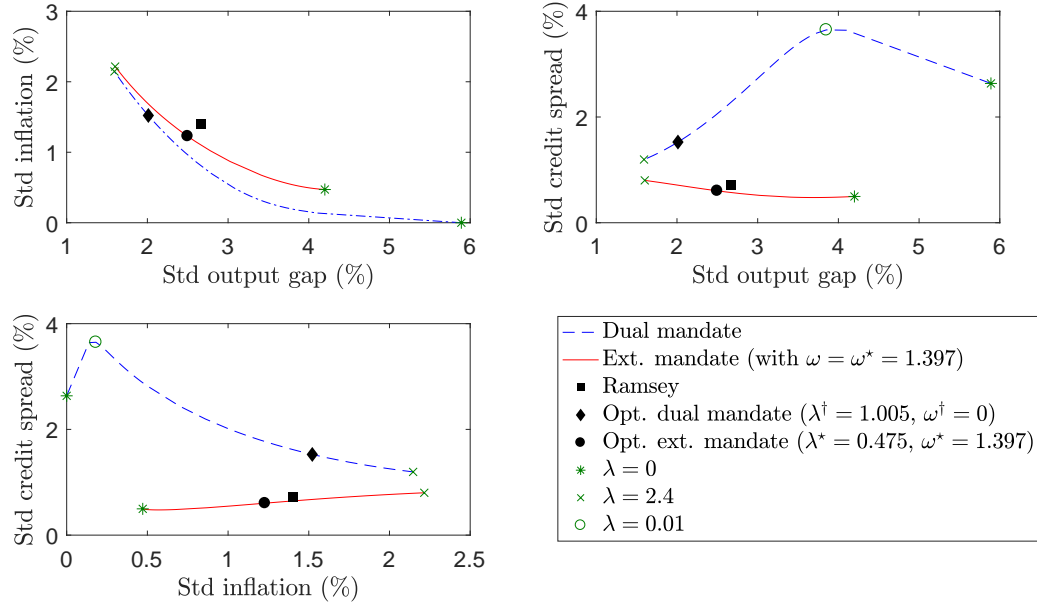 Std inflation (%)
3
2
1
0
1 2 3 4 5 6
Std output gap (%)
Std credit spread (%)
4
2
0
1 2 3 4 5 6
Std output gap (%)
Std credit spread (%)
4
2
0
0 0.5 1 1.5 2 2.5
Std inflation (%)
Dual mandate
Ext. mandate (with ω = ω⋆ = 1.397)
Ramsey
Opt. dual mandate (λ† = 1.005, ω† = 0)
Opt. ext. mandate (λ⋆ = 0.475, ω⋆ = 1.397)
λ = 0
λ = 2.4
λ = 0.01